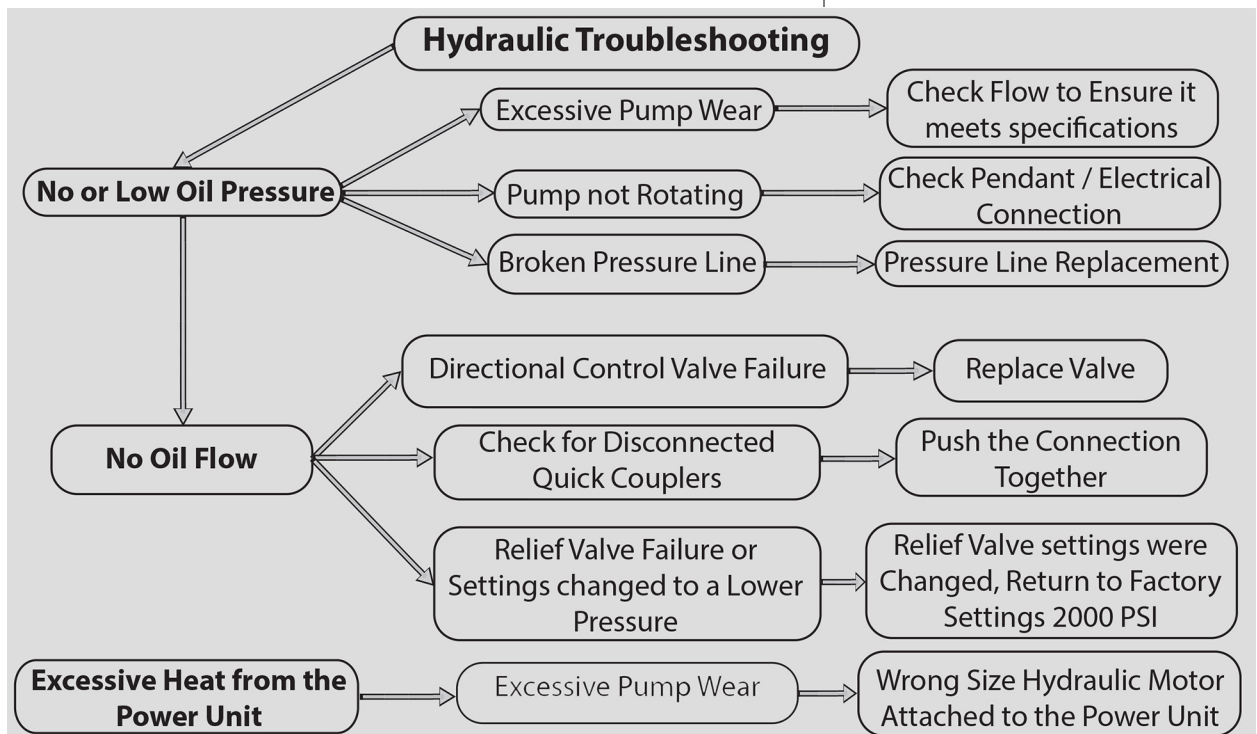 Hydraulic Troubleshooting
No or Low Oil Pressure
Excessive Pump Wear
Check Flow to Ensure it
meets specifications
Pump not Rotating
Check Pendant / Electrical
Connection
Broken Pressure Line
Pressure Line Replacement
No Oil Flow
Directional Control Valve Failure
Replace Valve
Check for Disconnected
Quick Couplers
Push the Connection
Together
Relief Valve Failure or
Settings changed to a Lower
Pressure
Relief Valve settings were
Changed, Return to Factory
Settings 2000 PSI
Excessive Heat from the
Power Unit
Excessive Pump Wear
Wrong Size Hydraulic Motor
Attached to the Power Unit